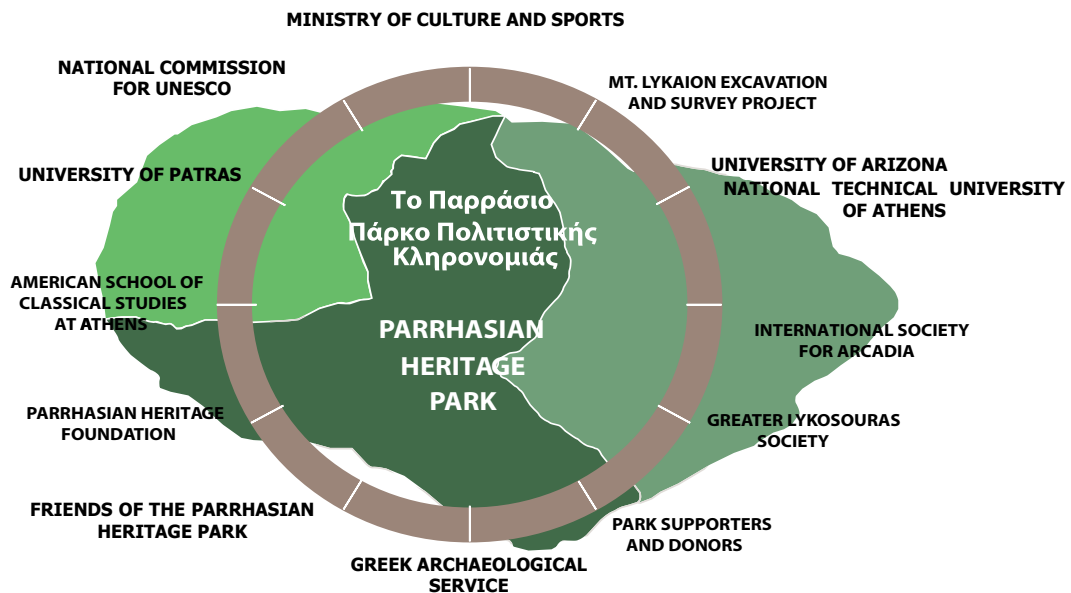 MINISTRY OF CULTURE AND SPORTS
NATIONAL COMMISSION
FOR UNESCO
MT. LYKAION EXCAVATION
AND SURVEY PROJECT
UNIVERSITY OF PATRAS
UNIVERSITY OF ARIZONA
NATIONAL TECHNICAL UNIVERSITY
OF ATHENS
Το Παρράσιο
Πάρκο Πολιτιστικής
Κληρονομιάς
AMERICAN SCHOOL OF
CLASSICAL STUDIES
AT ATHENS
PARRHASIAN
HERITAGE
PARK
INTERNATIONAL SOCIETY
FOR ARCADIA
PARRHASIAN HERITAGE
FOUNDATION
GREATER LYKOSOURAS
SOCIETY
FRIENDS OF THE PARRHASIAN
HERITAGE PARK
PARK SUPPORTERS
AND DONORS
GREEK ARCHAEOLOGICAL
SERVICE